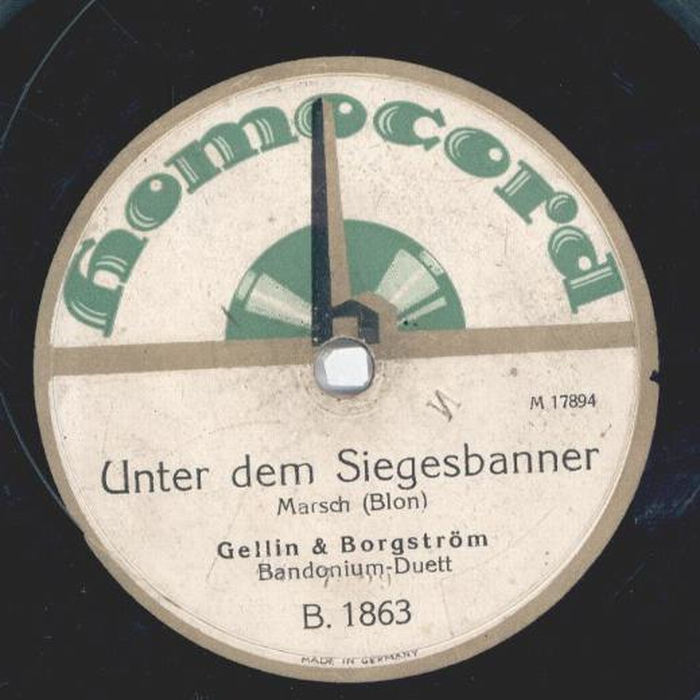 homocord
M 17894
Unter dem Siegesbanner
Marsch (Blon)
Gellin & Borgström
Bandonium-Duett
B. 1863
MADE IN GERMANY